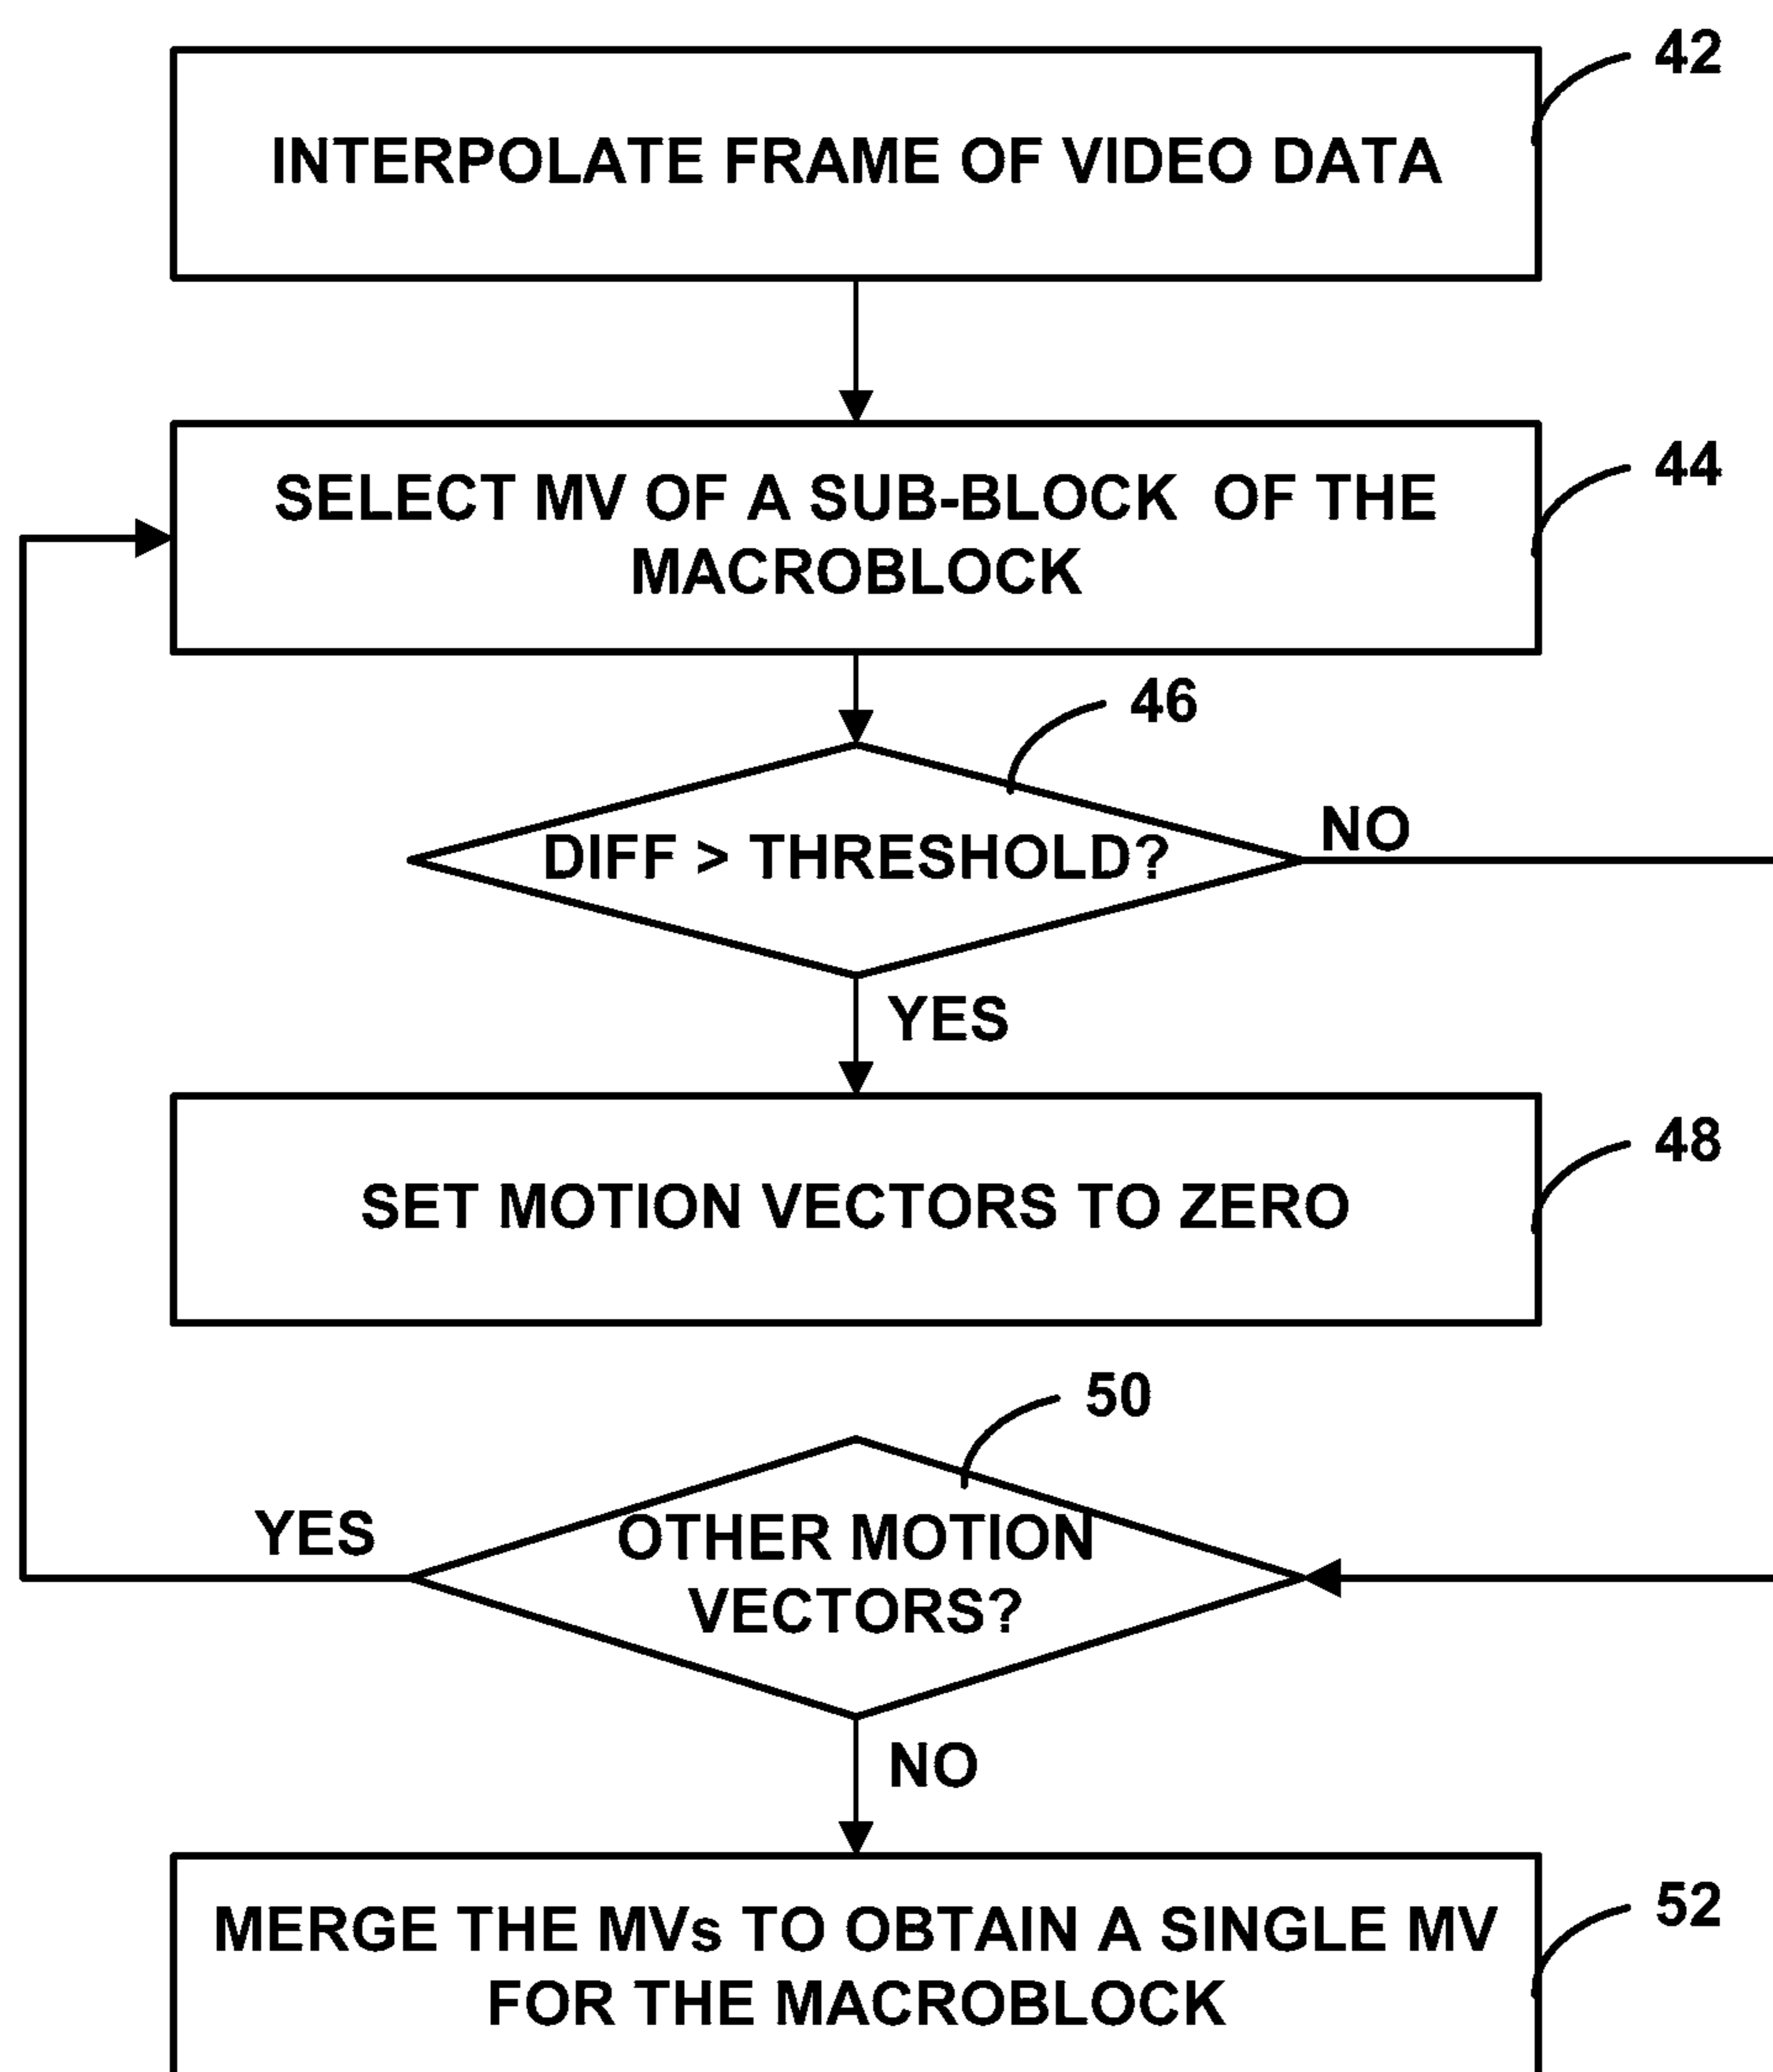 42
INTERPOLATE FRAME OF VIDEO DATA
44
SELECT MV OF A SUB-BLOCK OF THE
MACROBLOCK
46
DIFF > THRESHOLD?
NO
YES
48
SET MOTION VECTORS TO ZERO
50
YES
OTHER MOTION
VECTORS?
NO
52
MERGE THE MVs TO OBTAIN A SINGLE MV
FOR THE MACROBLOCK